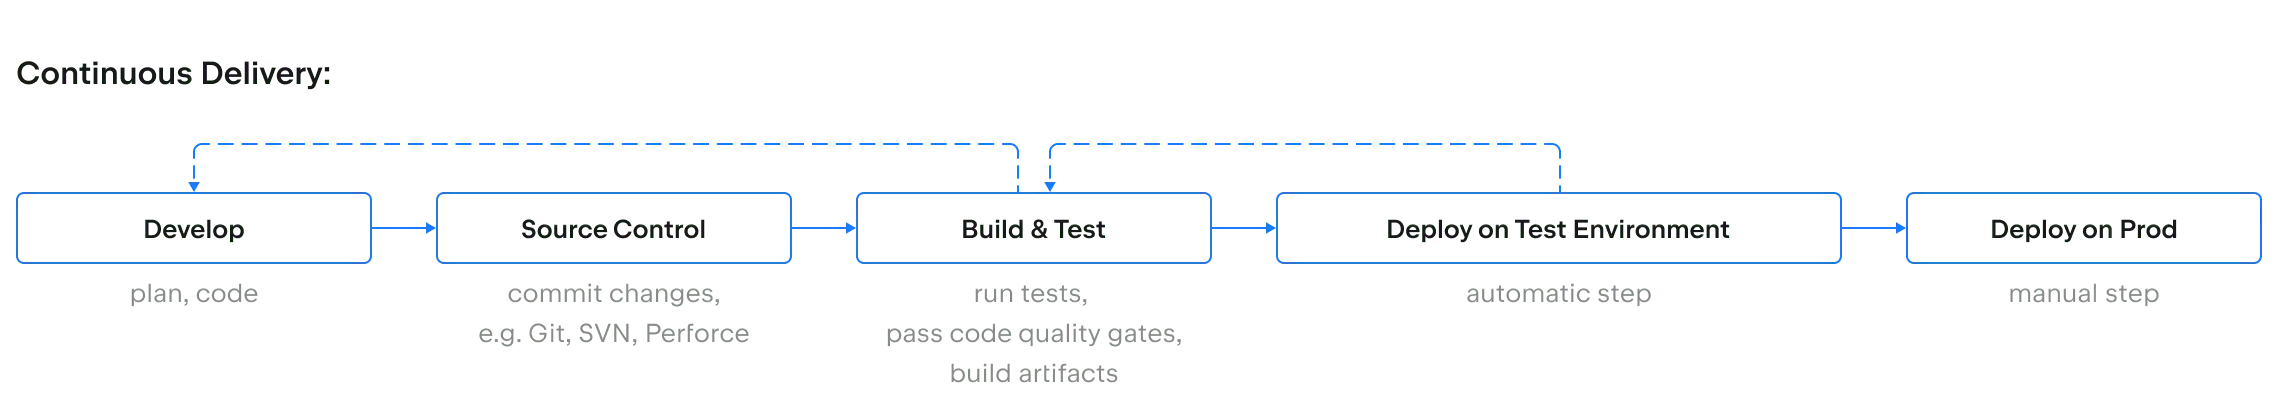 Continuous Delivery:
Develop
plan, code
Source Control
commit changes,
e.g. Git, SVN, Perforce
Build & Test
run tests,
pass code quality gates,
build artifacts
Deploy on Test Environment
automatic step
Deploy on Prod
manual step